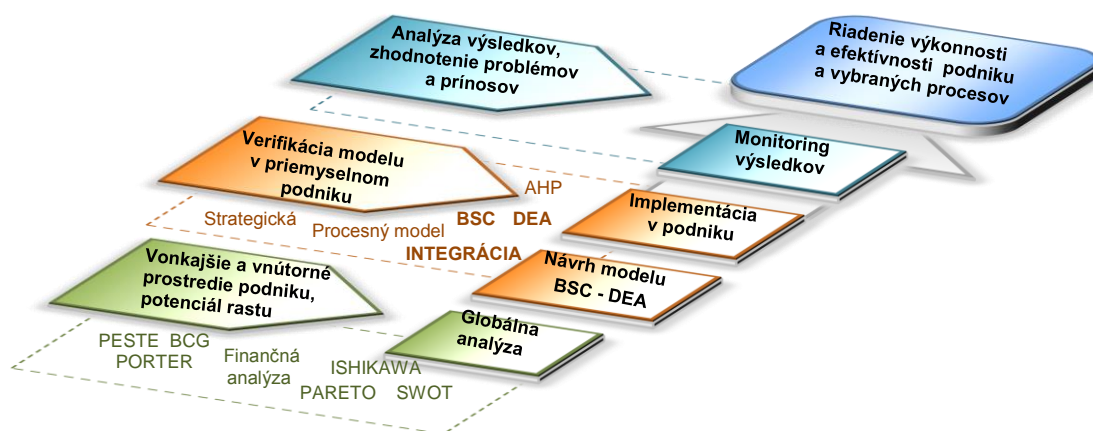 Analýza výsledkov,
zhodnotenie problémov
a prínosov
Riadenie výkonnosti
a efektívnosti podniku
a vybraných procesov
Monitoring
výsledkov
Verifikácia modelu
v priemyselnom
podniku
AHP
Strategická
Procesný model
BSC DEA
INTEGRÁCIA
Implementácia
v podniku
Návrh modelu
BSC - DEA
Vonkajšie a vnútorné
prostredie podniku,
potenciál rastu
Globálna
analýza
PESTE BCG
PORTER
Finančná
analýza
ISHIKAWA
PARETO SWOT